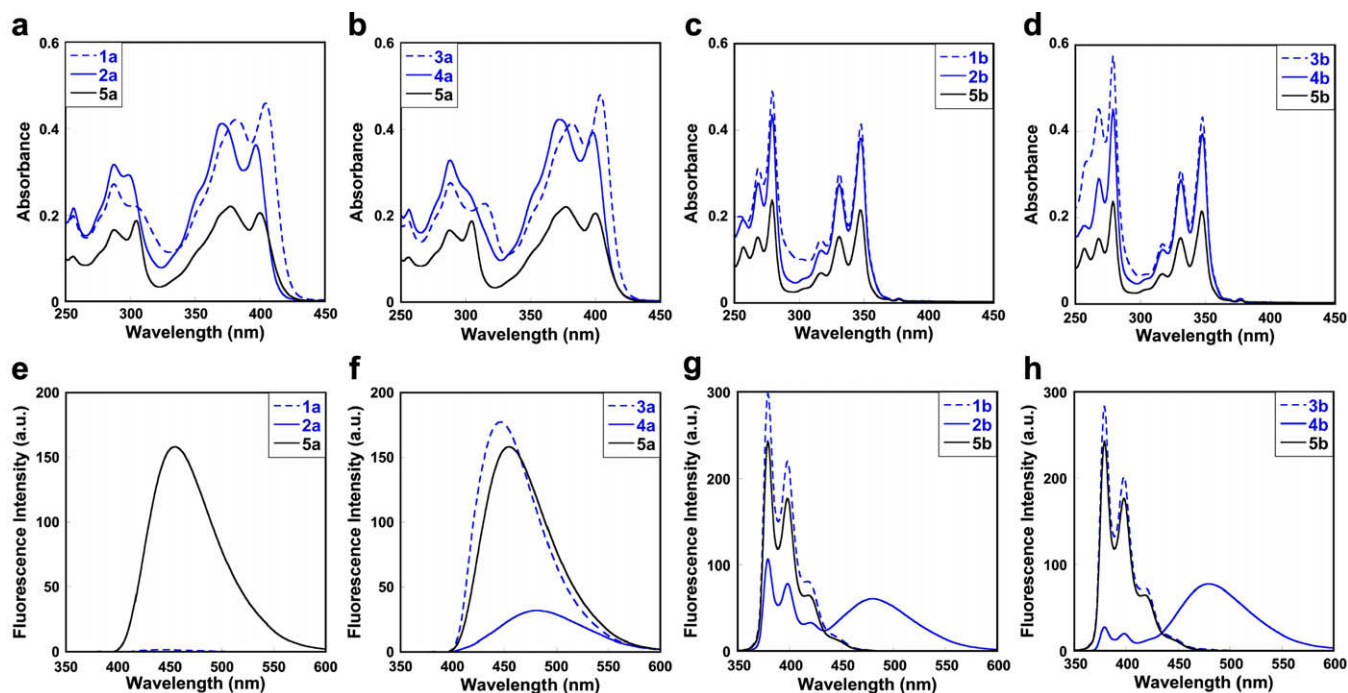 a
0.6
0.4
0.2
0
Absorbance
1a
2a
5a
250 300 350 400 450
Wavelength (nm)
b
0.6
0.4
0.2
0
Absorbance
3a
4a
5a
250 300 350 400 450
Wavelength (nm)
c
0.6
0.4
0.2
0
Absorbance
1b
2b
5b
250 300 350 400 450
Wavelength (nm)
d
0.6
0.4
0.2
0
Absorbance
3b
4b
5b
250 300 350 400 450
Wavelength (nm)
e
200
150
100
50
0
Fluorescence Intensity (a.u.)
1a
2a
5a
350 400 450 500 550 600
Wavelength (nm)
f
200
150
100
50
0
Fluorescence Intensity (a.u.)
3a
4a
5a
350 400 450 500 550 600
Wavelength (nm)
g
300
200
100
0
Fluorescence Intensity (a.u.)
1b
2b
5b
350 400 450 500 550 600
Wavelength (nm)
h
300
200
100
0
Fluorescence Intensity (a.u.)
3b
4b
5b
350 400 450 500 550 600
Wavelength (nm)